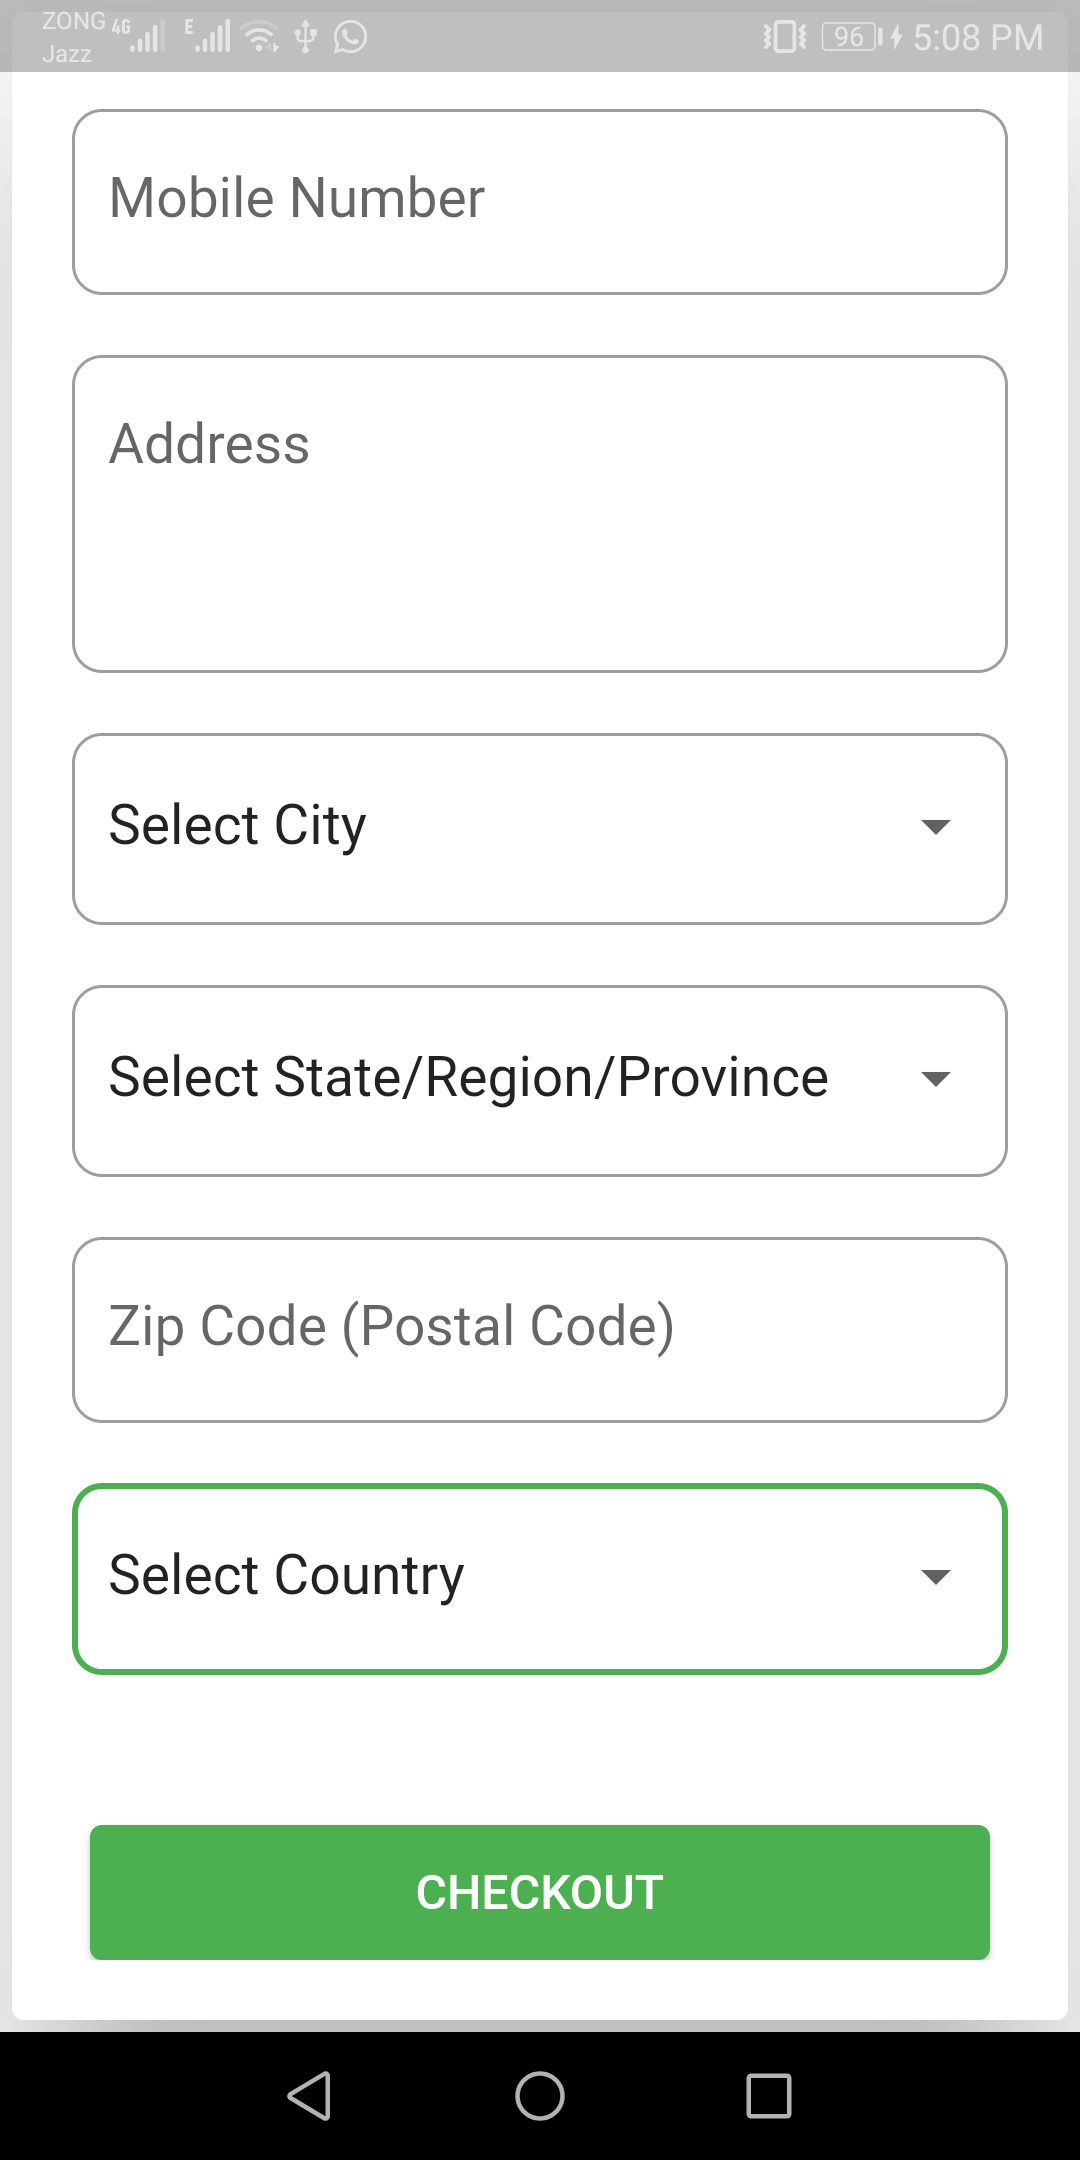 ZONG 4G E 96 5:08 PM
Jazz
Mobile Number
Address
Select City
Select State/Region/Province
Zip Code (Postal Code)
Select Country
CHECKOUT